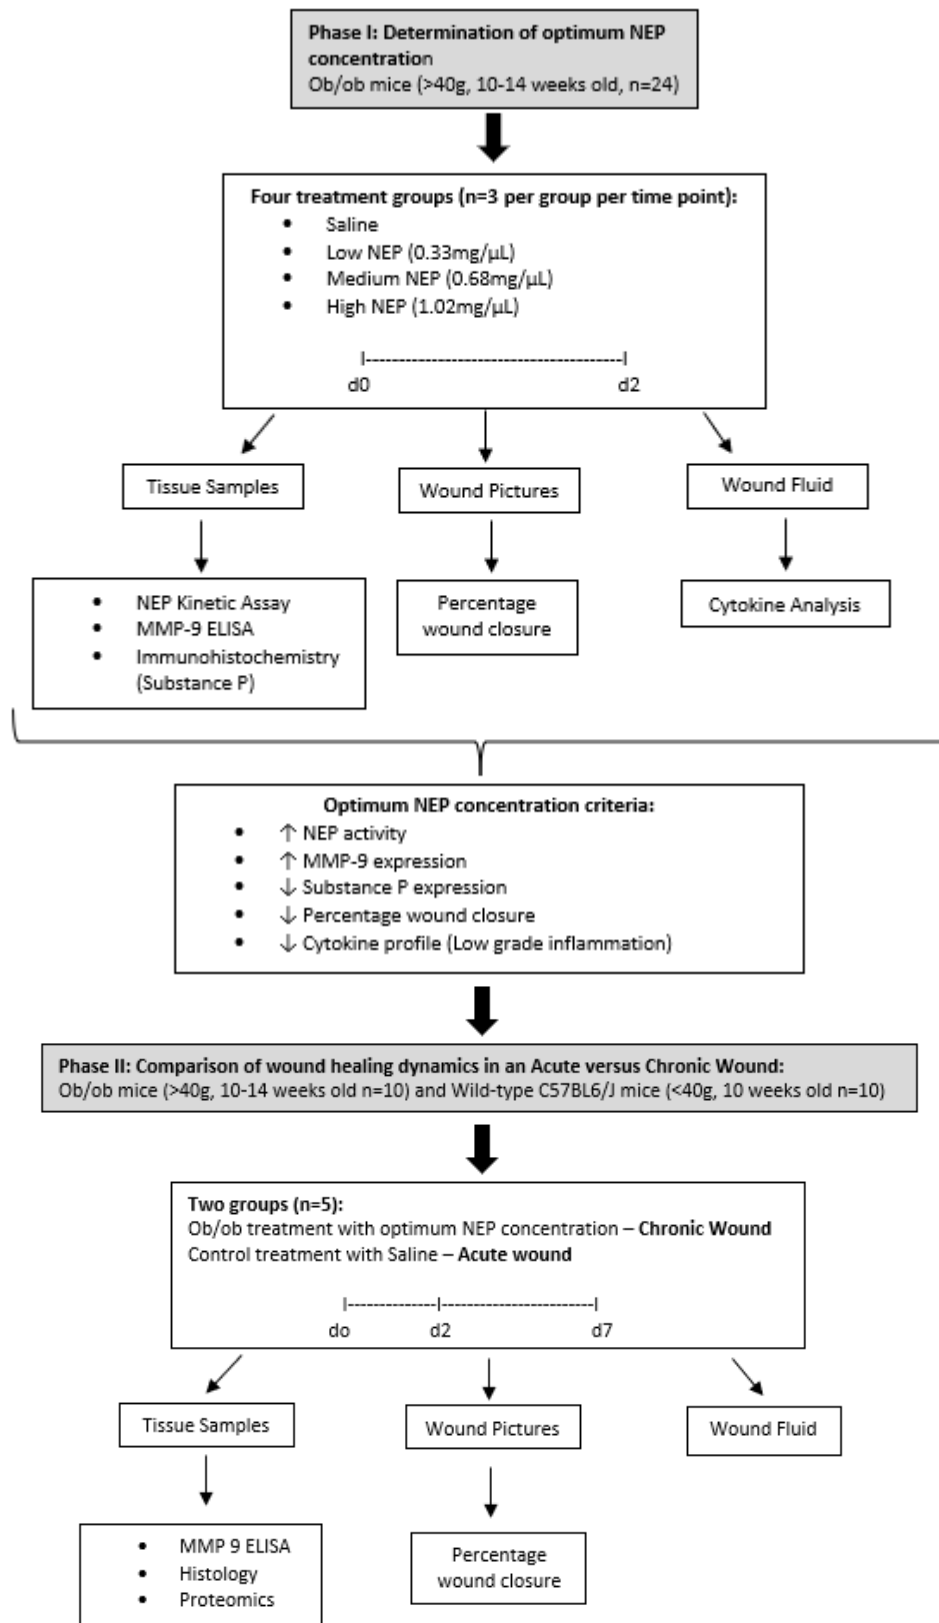 Phase I: Determination of optimum NEP
concentration
Ob/ob mice (>40g, 10-14 weeks old, n=24)
Four treatment groups (n=3 per group per time point):
• Saline
• Low NEP (0.33mg/µL)
• Medium NEP (0.68mg/µL)
• High NEP (1.02mg/µL)
I---------------------------------------I
d0 d2
Tissue Samples
Wound Pictures
Wound Fluid
• NEP Kinetic Assay
• MMP-9 ELISA
• Immunohistochemistry
(Substance P)
Percentage
wound closure
Cytokine Analysis
Optimum NEP concentration criteria:
• ↑ NEP activity
• ↑ MMP-9 expression
• ↓ Substance P expression
• ↓ Percentage wound closure
• ↓ Cytokine profile (Low grade inflammation)
Phase II: Comparison of wound healing dynamics in an Acute versus Chronic Wound:
Ob/ob mice (>40g, 10-14 weeks old n=10) and Wild-type C57BL6/J mice (<40g, 10 weeks old n=10)
Two groups (n=5):
Ob/ob treatment with optimum NEP concentration – Chronic Wound
Control treatment with Saline – Acute wound
I--------------I-----------------------I
do d2 d7
Tissue Samples
Wound Pictures
Wound Fluid
• MMP 9 ELISA
• Histology
• Proteomics
Percentage
wound closure